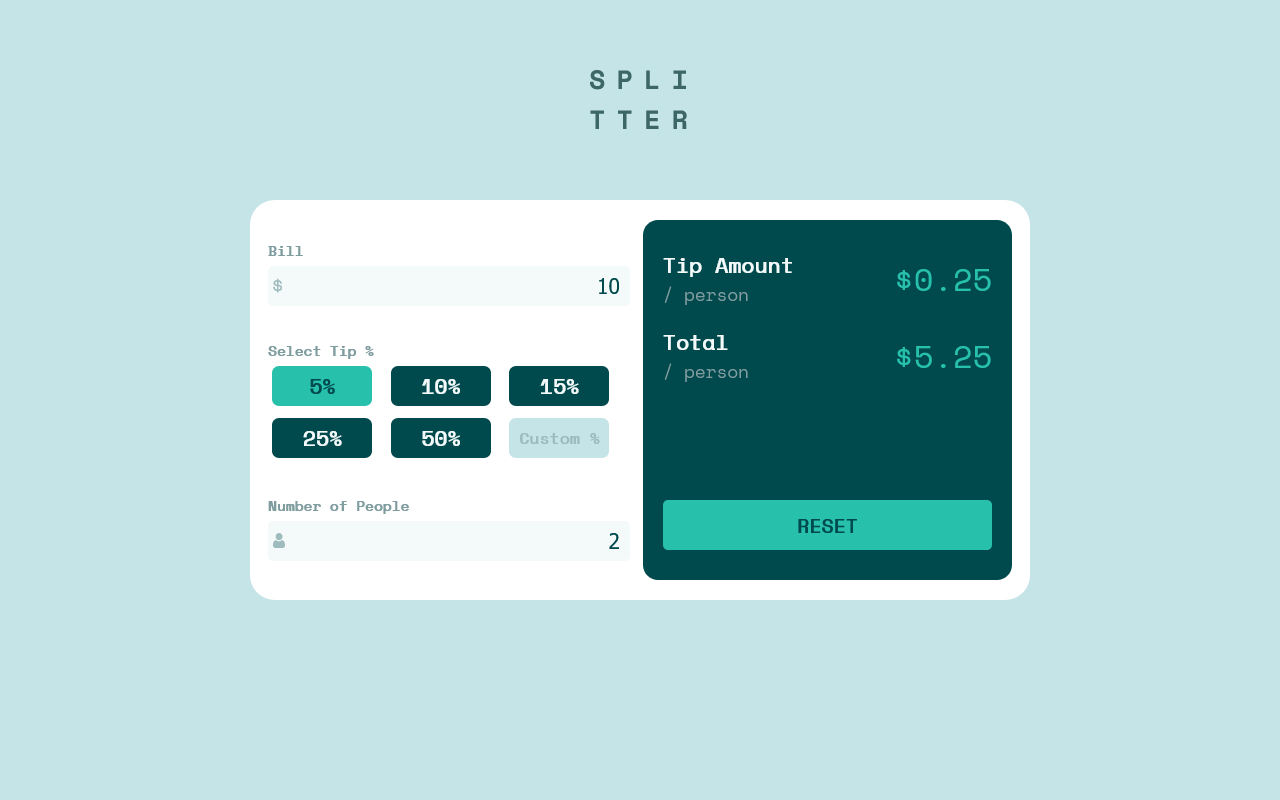 SPLI
TTER
Bill
$ 10
Select Tip %
5% 10% 15%
25% 50% Custom %
Number of People
2
Tip Amount
/ person
$0.25
Total
/ person
$5.25
RESET